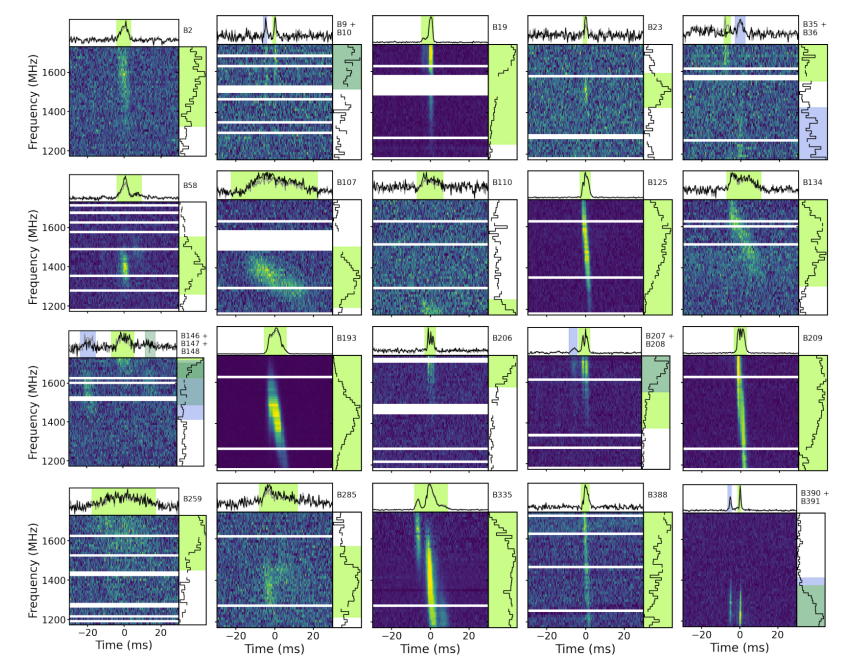 B2
B9 +
B10
B19
B23
B35 +
B36
Frequency (MHz)
1600
1400
1200
B58
B107
B110
B125
B134
Frequency (MHz)
1600
1400
1200
B146 +
B147 +
B148
B193
B206
B207 +
B208
B209
Frequency (MHz)
1600
1400
1200
B259
B285
B335
B388
B390 +
B391
Frequency (MHz)
1600
1400
1200
−20 0 20
−20 0 20
−20 0 20
−20 0 20
−20 0 20
Time (ms)
Time (ms)
Time (ms)
Time (ms)
Time (ms)